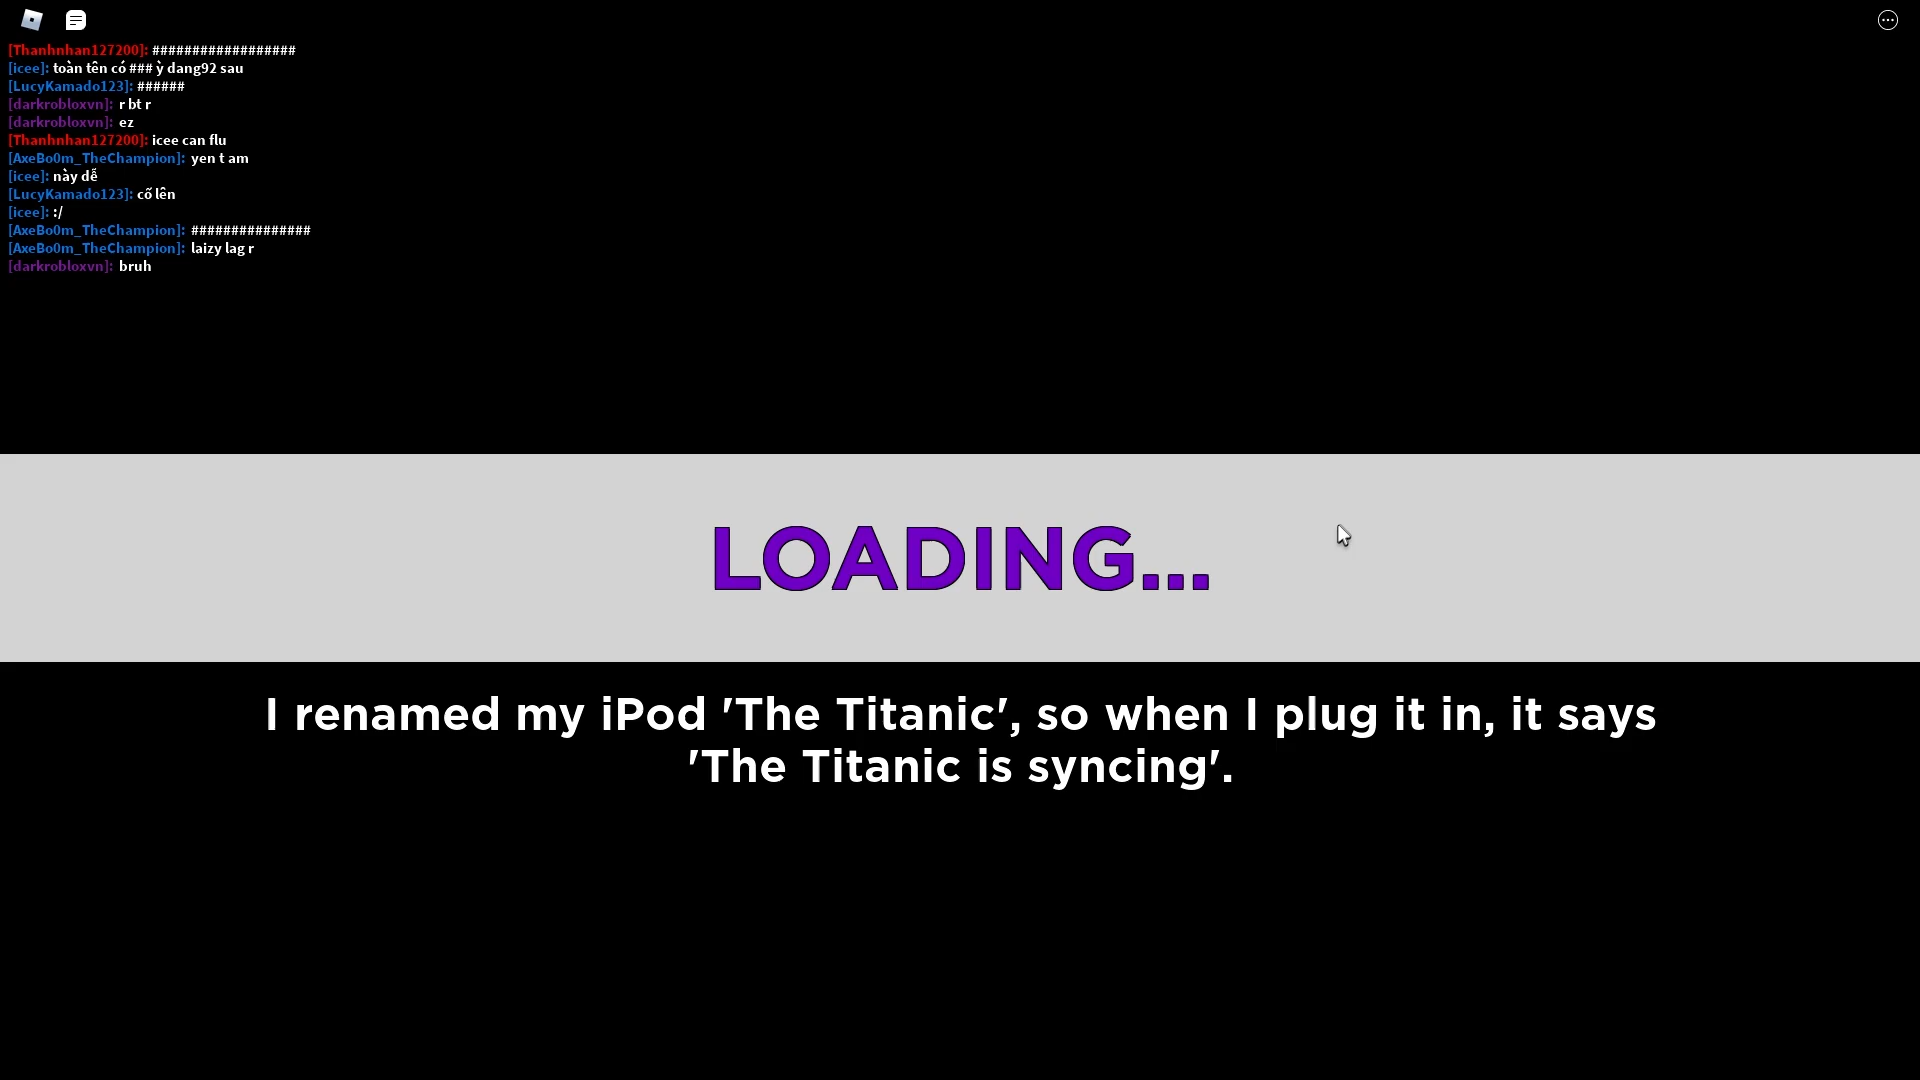 [Thanhnhan127200]: ##################
[icee]: toàn tên có ### ỳ dang92 sau
[LucyKamado123]: ######
[darkrobloxvn]: r bt r
[darkrobloxvn]: ez
[Thanhnhan127200]: icee can flu
[AxeBo0m_TheChampion]: yen t am
[icee]: này dễ
[LucyKamado123]: cố lên
[icee]: :/
[AxeBo0m_TheChampion]: ###############
[AxeBo0m_TheChampion]: laizy lag r
[darkrobloxvn]: bruh
LOADING...
I renamed my iPod 'The Titanic', so when I plug it in, it says
'The Titanic is syncing'.